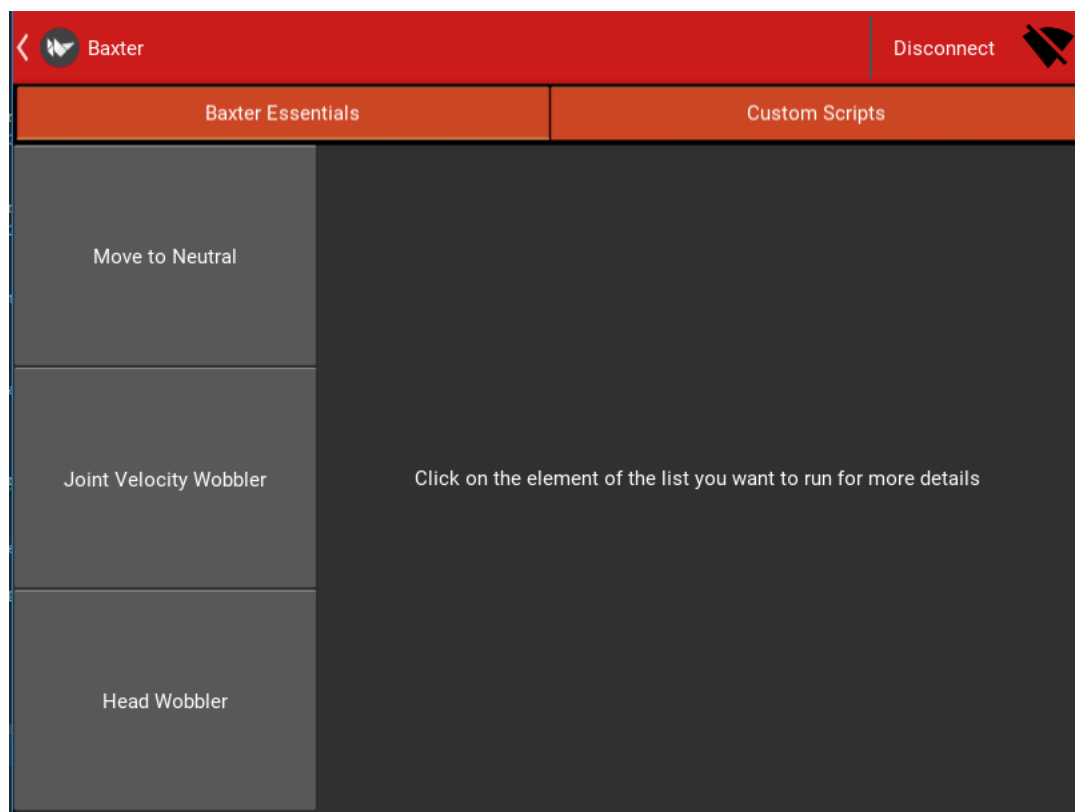 Baxter
Disconnect
Baxter Essentials
Custom Scripts
Move to Neutral
Joint Velocity Wobbler
Click on the element of the list you want to run for more details
Head Wobbler